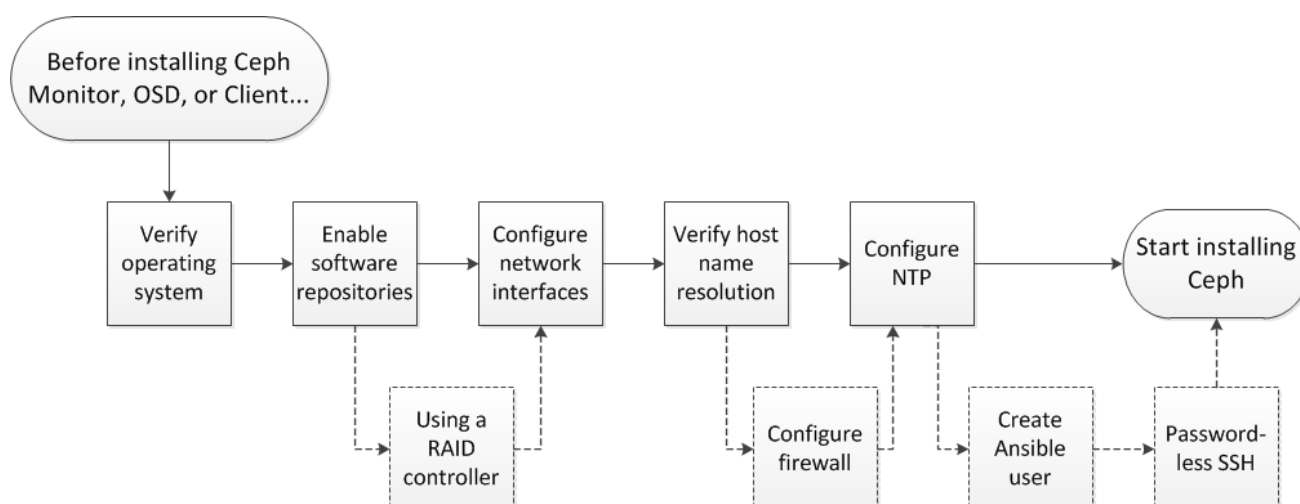 Before installing Ceph
Monitor, OSD, or Client...
Verify
operating
system
Enable
software
repositories
Configure
network
interfaces
Verify host
name
resolution
Configure
NTP
Start installing
Ceph
Using a
RAID
controller
Configure
firewall
Create
Ansible
user
Password-
less SSH